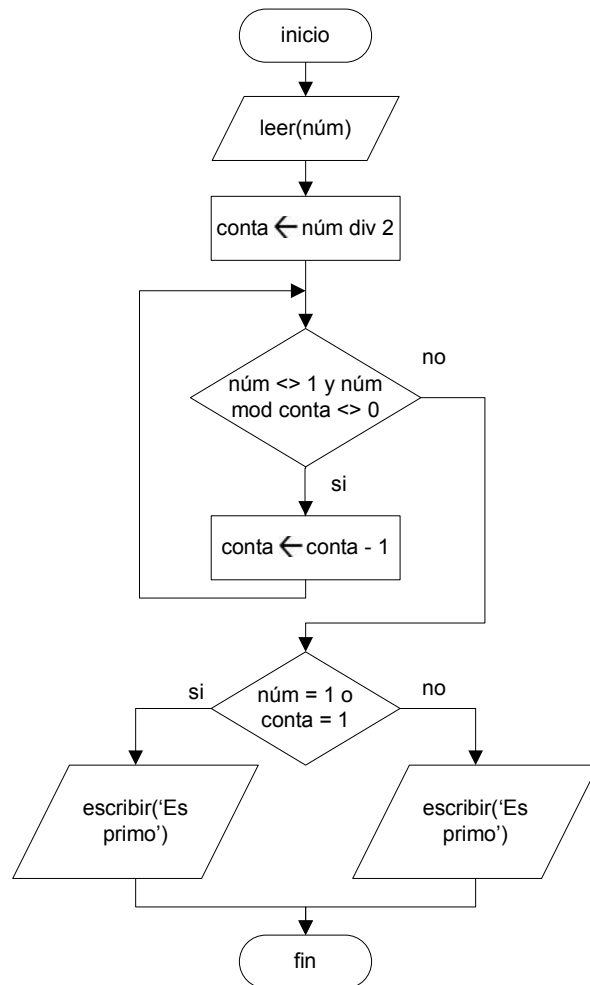 inicio
leer(núm)
conta ← núm div 2
no
núm <> 1 y núm
mod conta <> 0
si
conta ← conta - 1
si
núm = 1 o
conta = 1
no
escribir(‘Es
primo’)
escribir(‘Es
primo’)
fin